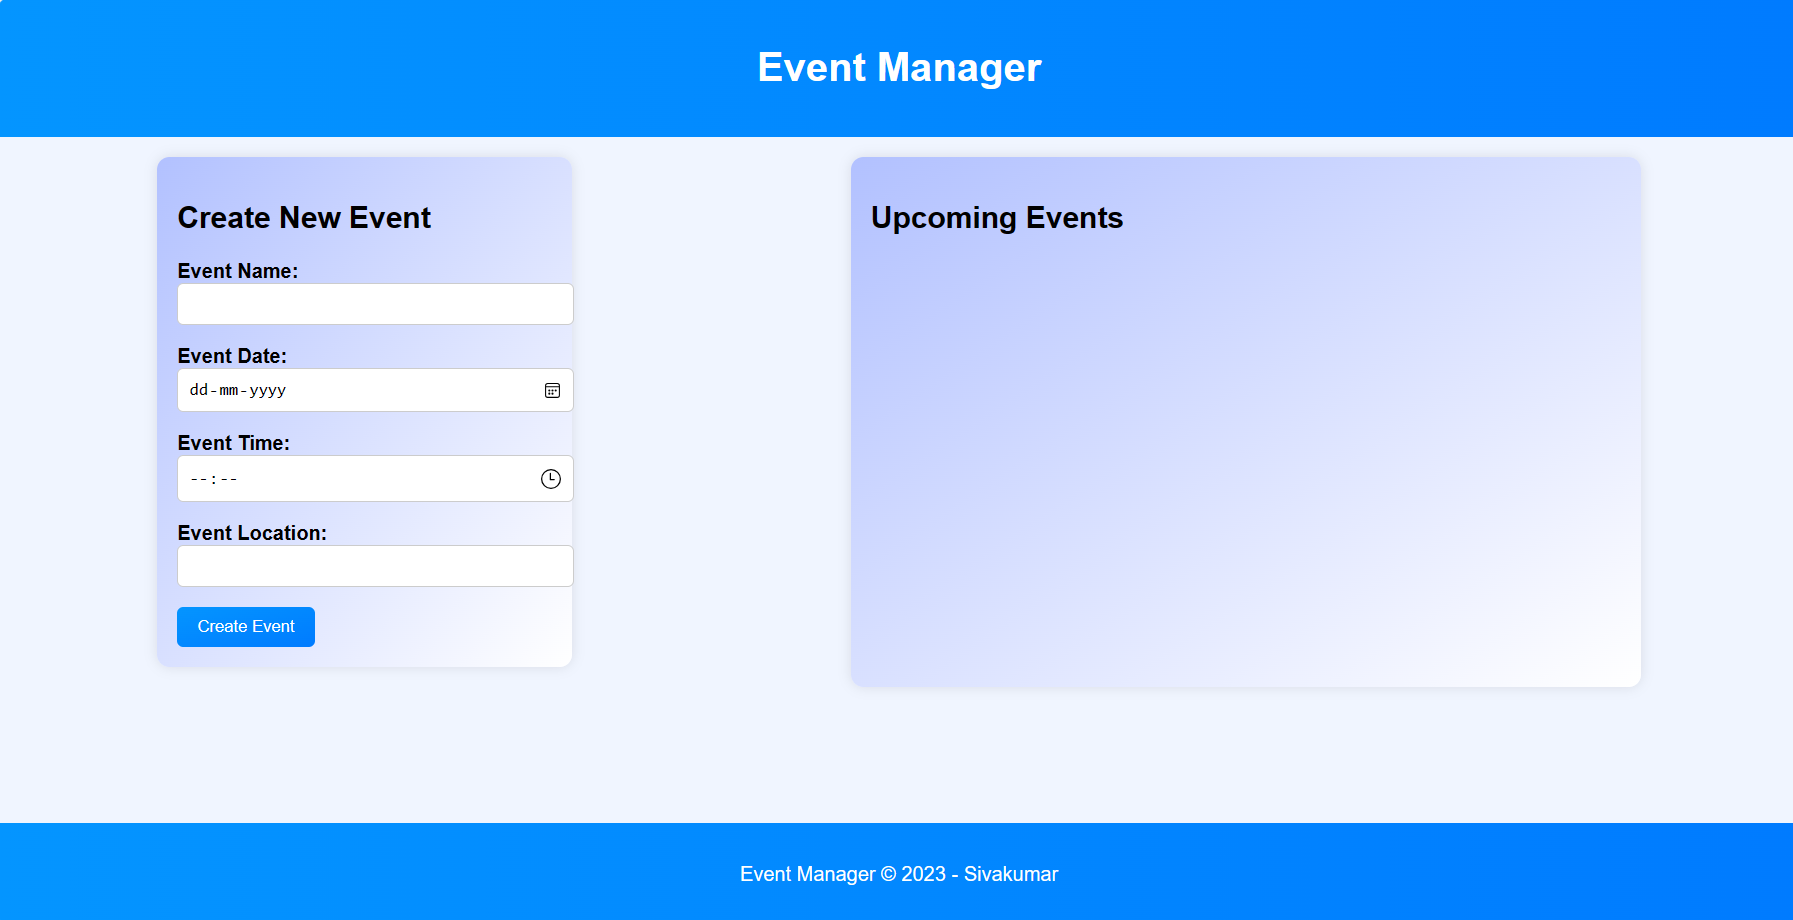 Event Manager
Create New Event
Event Name:
Event Date:
dd-mm-yyyy
Event Time:
--:--
Event Location:
Create Event
Upcoming Events
Event Manager © 2023 - Sivakumar